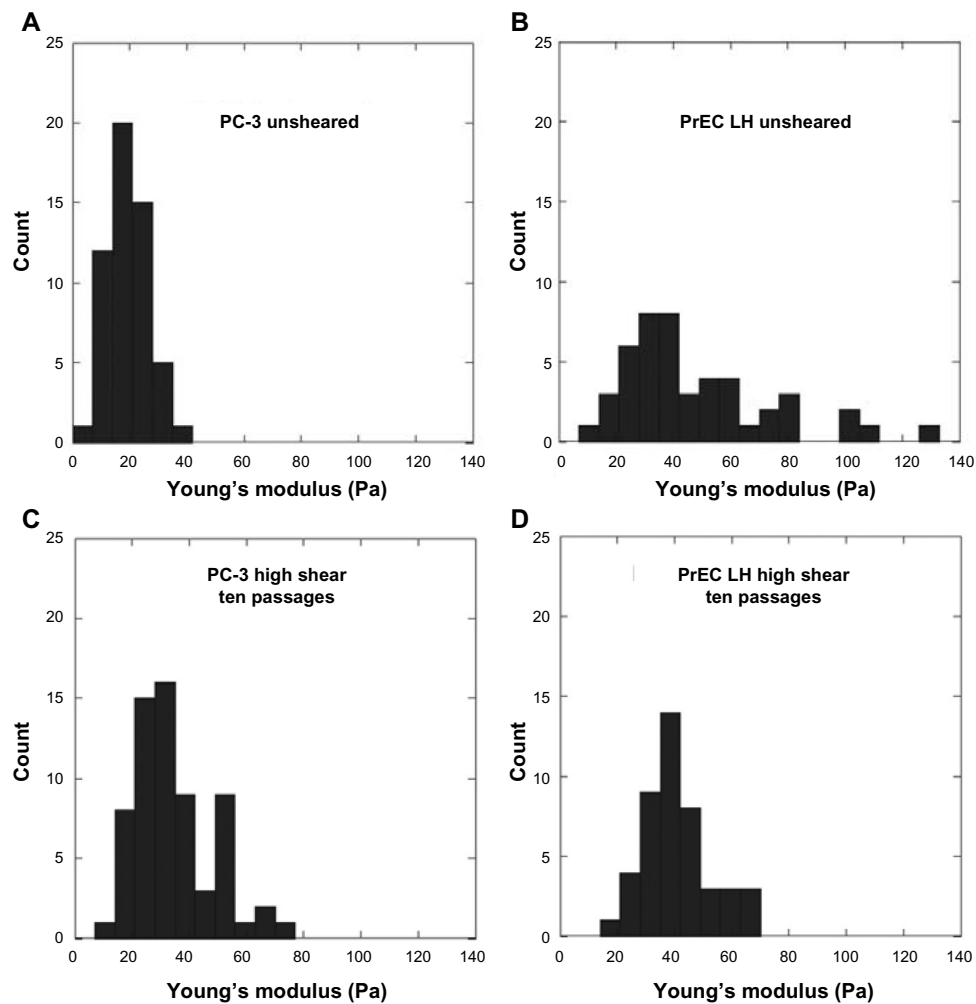 A
B
25
20
15
10
5
0
Count
PC-3 unsheared
0 20 40 60 80 100 120 140
Young's modulus (Pa)
25
20
15
10
5
0
Count
PrEC LH unsheared
0 20 40 60 80 100 120 140
Young's modulus (Pa)
C
D
25
20
15
10
5
0
Count
PC-3 high shear
ten passages
0 20 40 60 80 100 120 140
Young's modulus (Pa)
25
20
15
10
5
0
Count
PrEC LH high shear
ten passages
0 20 40 60 80 100 120 140
Young's modulus (Pa)